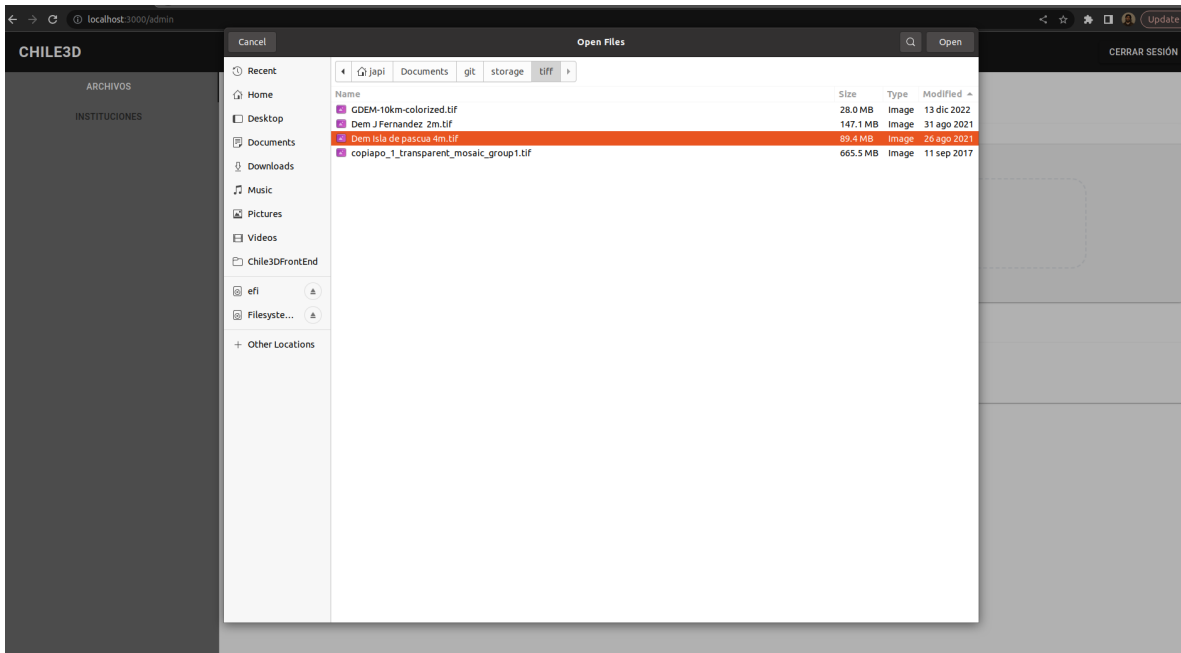 localhost:3000/admin
Update
CHILE3D
CERRAR SESIÓN
ARCHIVOS
INSTITUCIONES
Cancel
Open Files
Open
Recent
Home
Desktop
Documents
Downloads
Music
Pictures
Videos
Chile3DFrontEnd
efi
Filesyste...
+ Other Locations
japi Documents git storage tiff
Name Size Type Modified
GDEM-10km-colorized.tif 28.0 MB Image 13 dic 2022
Dem J Fernandez 2m.tif 147.1 MB Image 31 ago 2021
Dem Isla de pascua 4m.tif 89.4 MB Image 26 ago 2021
copiapo_1_transparent_mosaic_group1.tif 665.5 MB Image 11 sep 2017